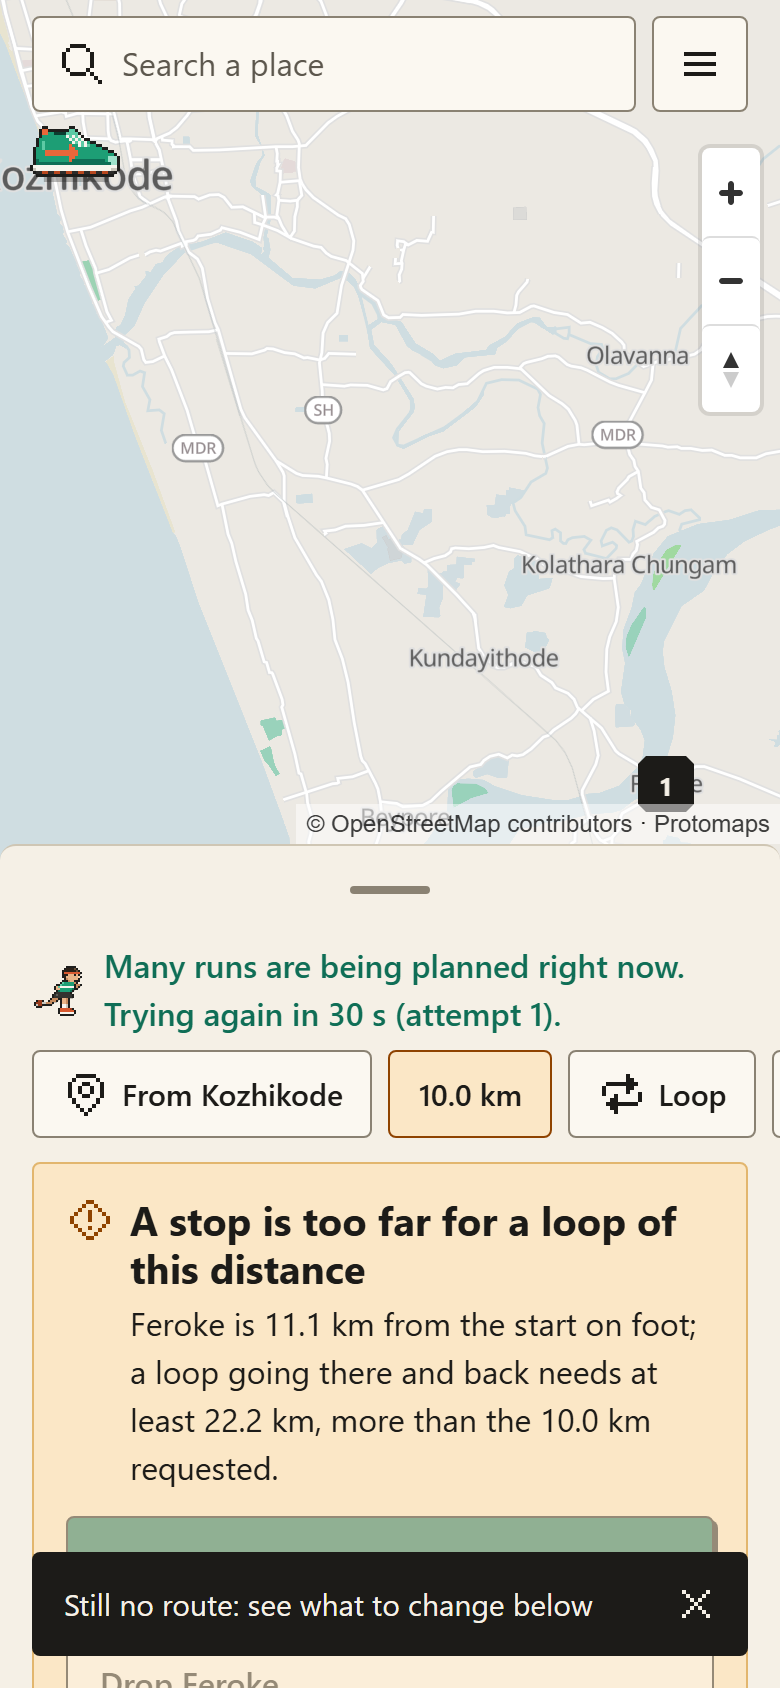 Search a place
ozhikode
Olavanna
SH
MDR
MDR
Kolathara Chungam
Kundayithode
1
© OpenStreetMap contributors · Protomaps
Many runs are being planned right now.
Trying again in 30 s (attempt 1).
From Kozhikode
10.0 km
Loop
A stop is too far for a loop of
this distance
Feroke is 11.1 km from the start on foot;
a loop going there and back needs at
least 22.2 km, more than the 10.0 km
requested.
Still no route: see what to change below
Drop Feroke